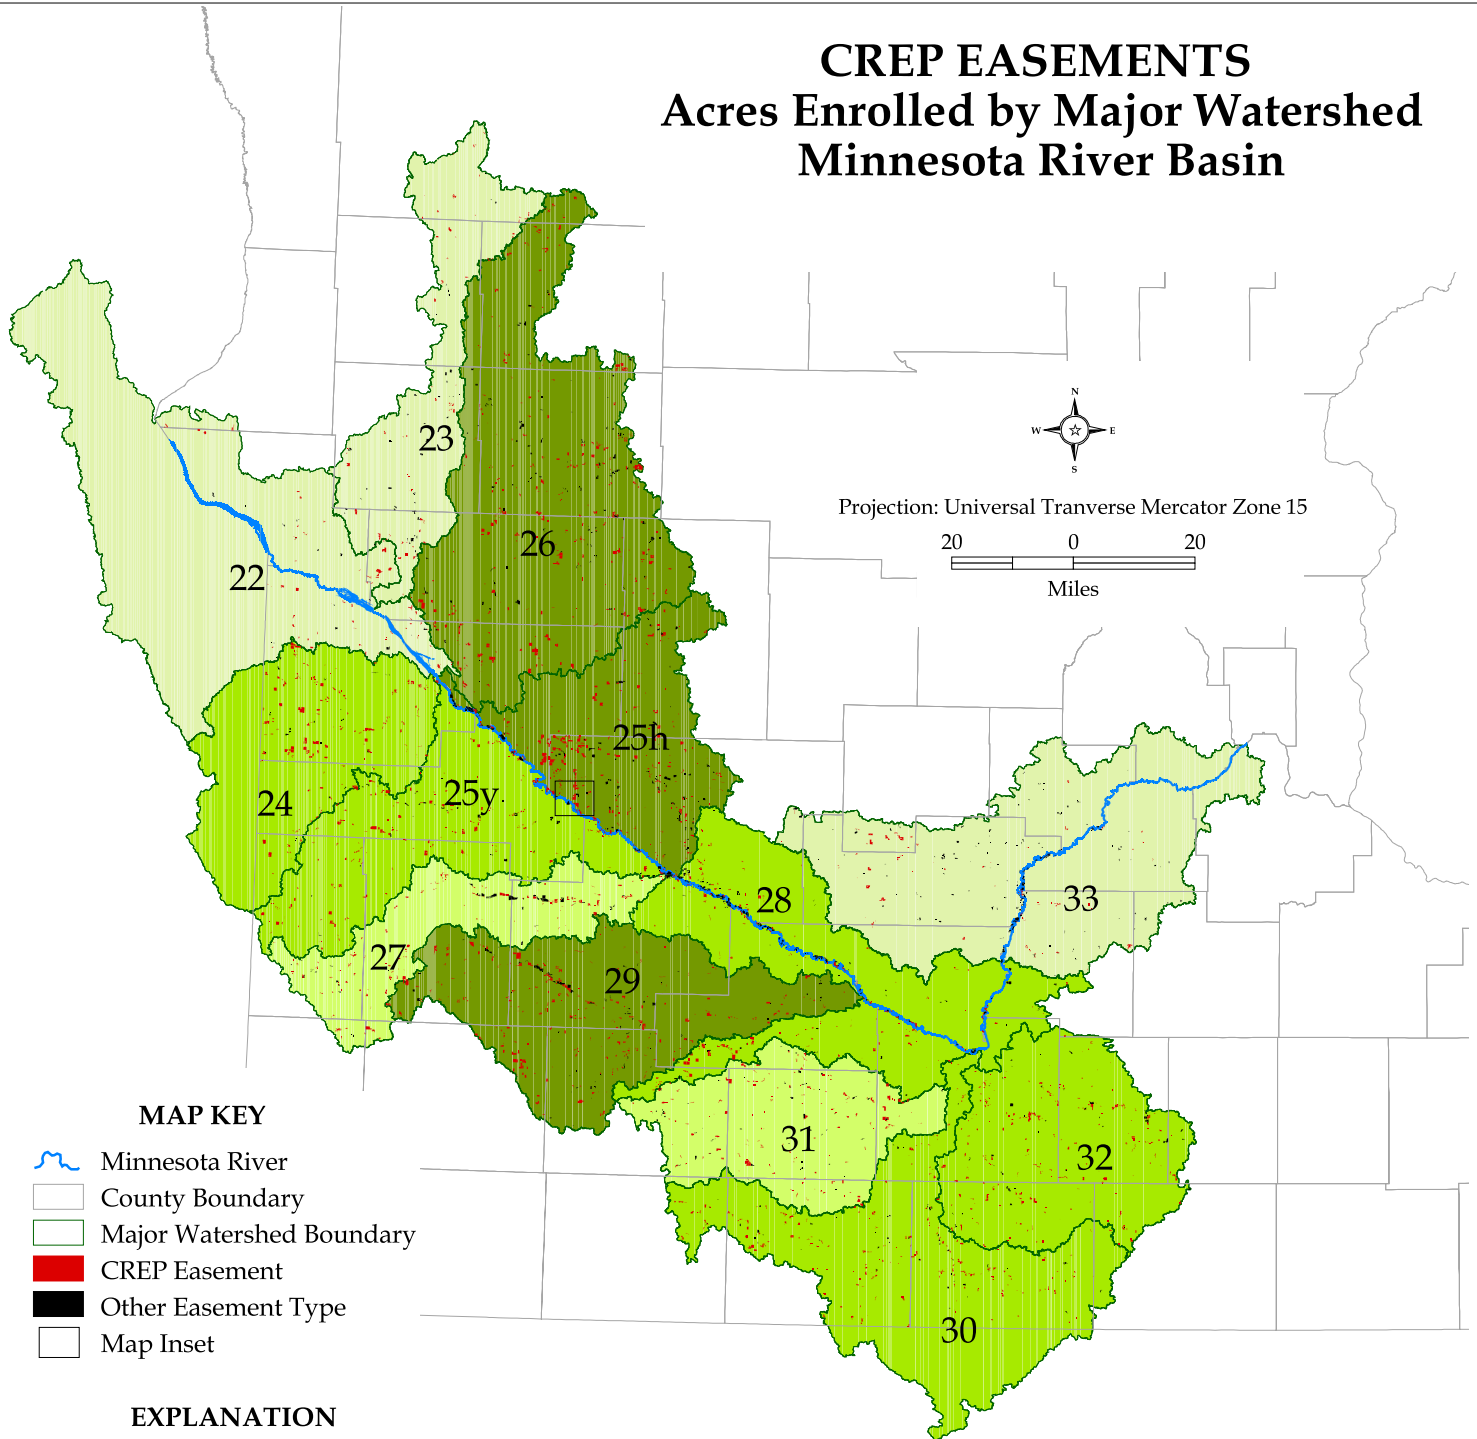 CREP EASEMENTS
Acres Enrolled by Major Watershed
Minnesota River Basin
N
W E
S
Projection: Universal Tranverse Mercator Zone 15
20 0 20
Miles
23
26
22
25h
24
25y
28
33
27
29
31
32
30
MAP KEY
Minnesota River
County Boundary
Major Watershed Boundary
CREP Easement
Other Easement Type
Map Inset
EXPLANATION